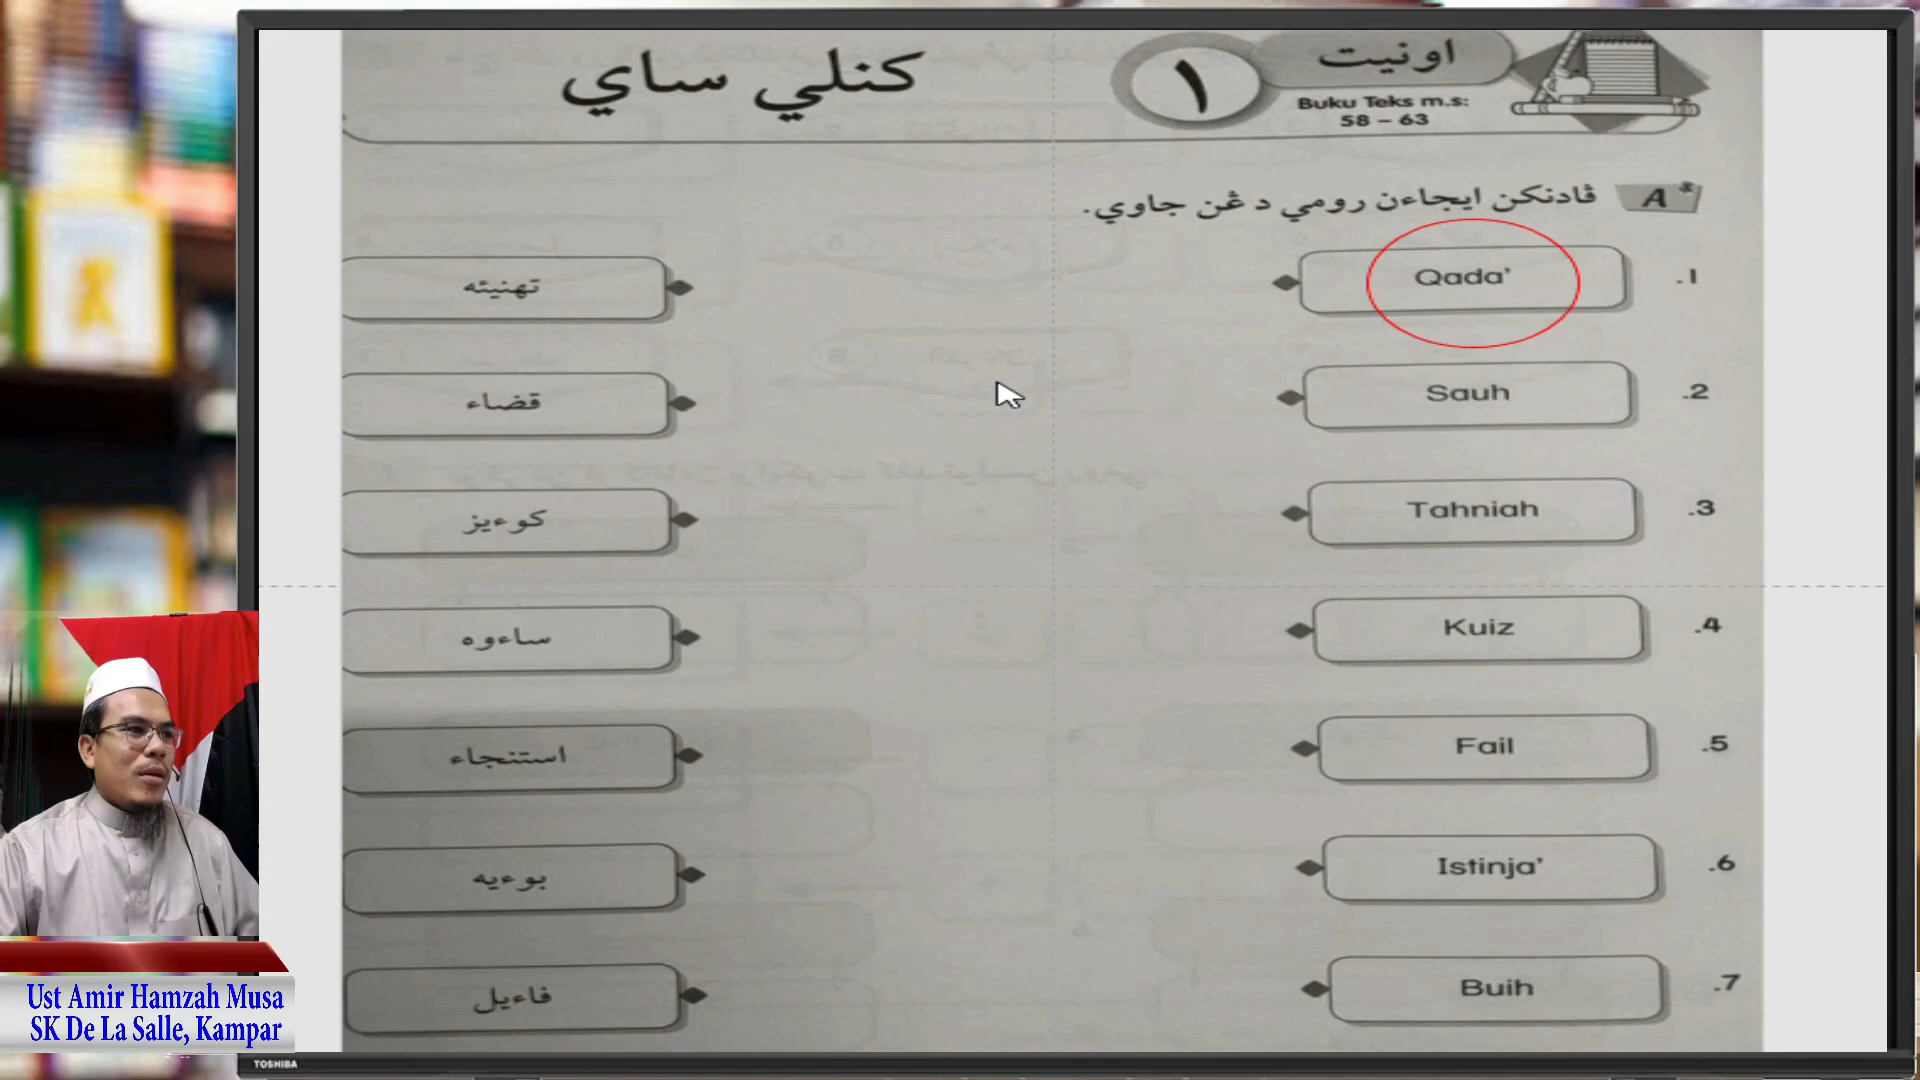 اونيت ١ كنلي ساي
Buku Teks m.s:
58 – 63
A ڤادنكن ايجاءن رومي د ڠن جاوي.
.١ Qada’
تهنيئه
.2 Sauh
قضاء
.3 Tahniah
كوءيز
.4 Kuiz
ساءوه
.5 Fail
استنجاء
.6 Istinja’
بوءيه
.7 Buih
فاءيل
Ust Amir Hamzah Musa
SK De La Salle, Kampar
TOSHIBA